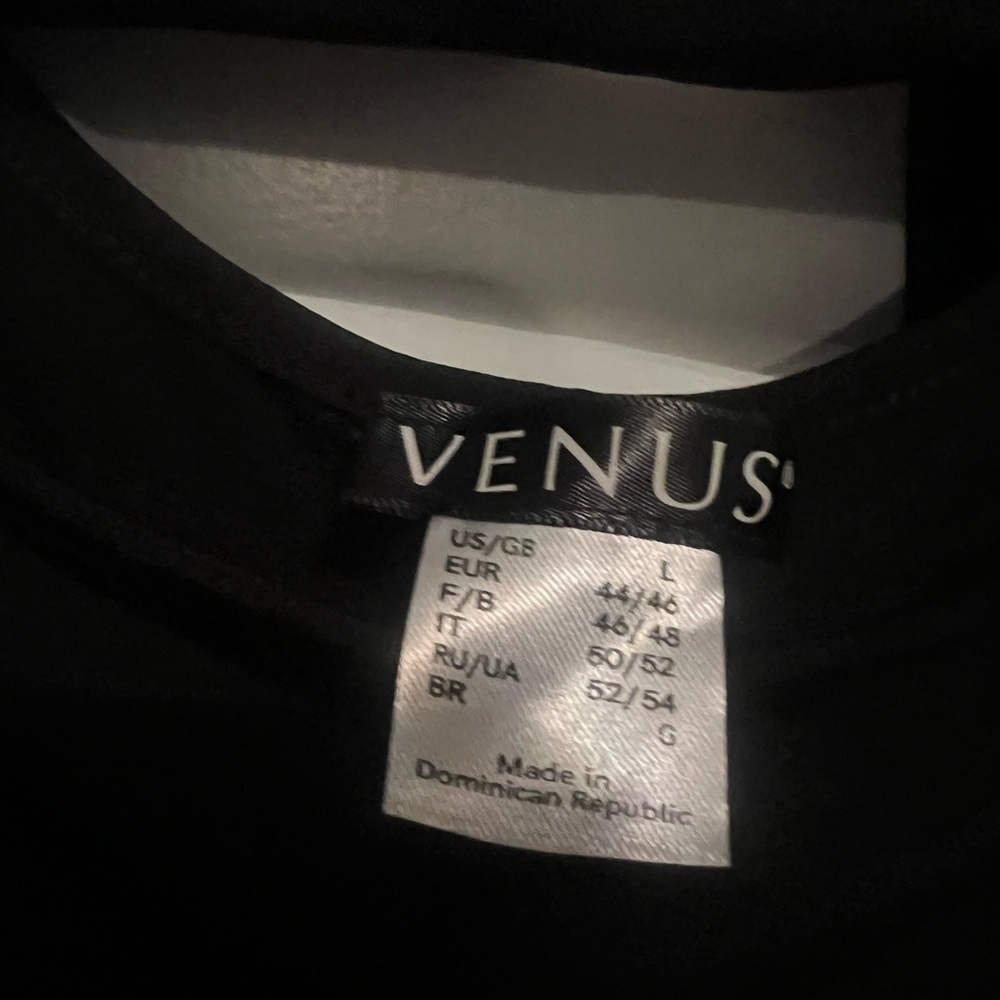 VENUS
US/GB L
EUR 44/46
F/B 46/48
IT 50/52
RU/UA 52/54
BR G
Made in
Dominican Republic